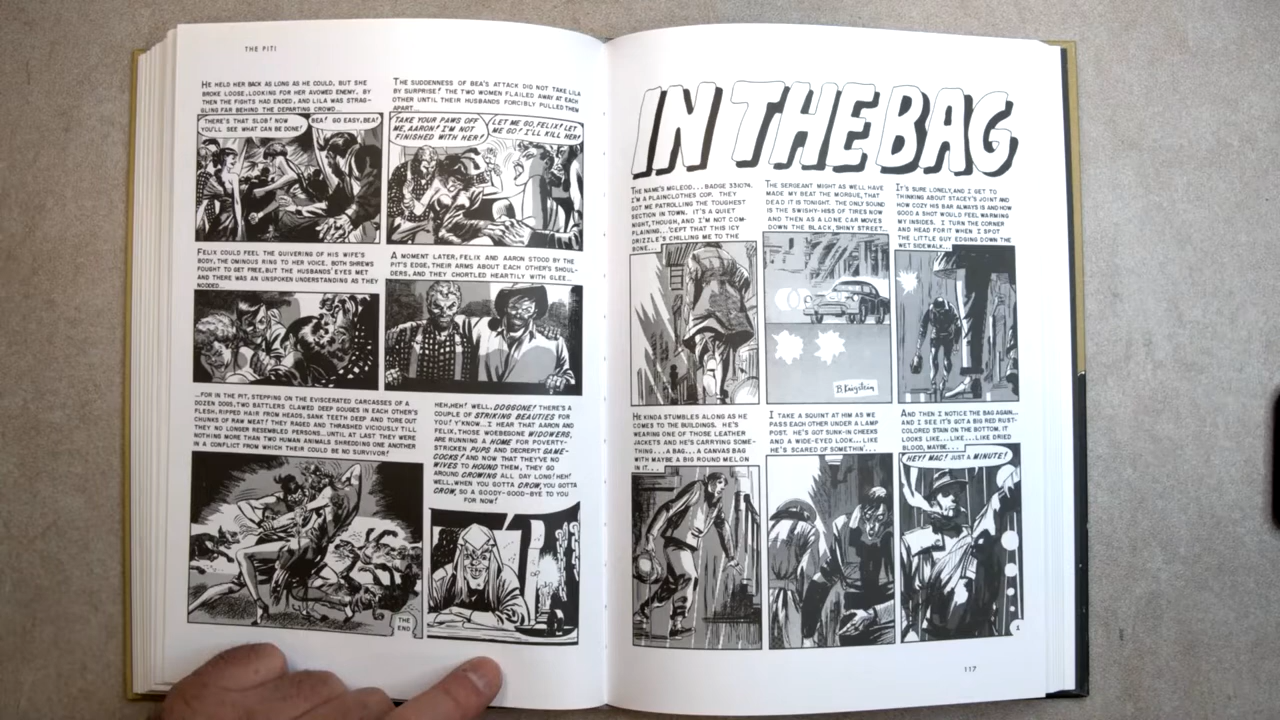 THE PIT!
HE HELD HER BACK AS LONG AS HE COULD, BUT SHE
BROKE LOOSE, LOOKING FOR HER AVOWED ENEMY. BY
THEN THE FIGHTS HAD ENDED, AND LILA WAS STRAG-
GLING FAR BEHIND THE DEPARTING CROWD...
THERE'S THAT SLOB! NOW
YOU'LL SEE WHAT CAN BE DONE!
BEA! GO EASY, BEA!
THE SUDDENNESS OF BEA'S ATTACK DID NOT TAKE LILA
BY SURPRISE! THE TWO WOMEN FLAILED AWAY AT EACH
OTHER UNTIL THEIR HUSBANDS FORCIBLY PULLED THEM
APART...
TAKE YOUR PAWS OFF
ME, AARON! I'M NOT
FINISHED WITH HER!
LET ME GO, FELIX! LET
ME GO! I'LL KILL HER!
FELIX COULD FEEL THE QUIVERING OF HIS WIFE'S
BODY, THE OMINOUS RING TO HER VOICE. BOTH SHREWS
FOUGHT TO GET FREE, BUT THE HUSBANDS' EYES MET
AND THERE WAS AN UNSPOKEN UNDERSTANDING AS THEY
NODDED...
A MOMENT LATER, FELIX AND AARON STOOD BY THE
PIT'S EDGE, THEIR ARMS ABOUT EACH OTHER'S SHOUL-
DERS, AND THEY CHORTLED HEARTILY WITH GLEE...
...FOR IN THE PIT, STEPPING ON THE EVISCERATED CARCASSES OF A
DOZEN DOGS, TWO BATTLERS CLAWED DEEP GOUGES IN EACH OTHER'S
FLESH, RIPPED HAIR FROM HEADS, SANK TEETH DEEP AND TORE OUT
CHUNKS OF RAW MEAT! THEY RAGED AND THRASHED VICIOUSLY TILL
THEY NO LONGER RESEMBLED PERSONS...UNTIL AT LAST THEY WERE
NOTHING MORE THAN TWO HUMAN ANIMALS SHREDDING ONE ANOTHER
IN A CONFLICT FROM WHICH THEIR COULD BE NO SURVIVOR!
THE
END
HEH, HEH! WELL, DOGGONE! THERE'S A
COUPLE OF STRIKING BEAUTIES FOR
YOU! Y'KNOW...I HEAR THAT AARON AND
FELIX, THOSE WOEBEGONE WIDOWERS,
ARE RUNNING A HOME FOR POVERTY-
STRICKEN PUPS AND DECREPIT GAME-
COCKS! AND NOW THAT THEY'VE NO
WIVES TO HOUND THEM, THEY GO
AROUND CROWING ALL DAY LONG! HEH!
WELL, WHEN YOU GOTTA CROW, YOU GOTTA
CROW, SO A GOODY-GOOD-BYE TO YOU
FOR NOW!
IN THE BAG
THE NAME'S MCLEOD...BADGE 331074.
I'M A PLAINCLOTHES COP. THEY
GOT ME PATROLLING THE TOUGHEST
SECTION IN TOWN. IT'S A QUIET
NIGHT, THOUGH, AND I'M NOT COM-
PLAINING...'CEPT THAT THIS ICY
DRIZZLE'S CHILLING ME TO THE
BONE...
THE SERGEANT MIGHT AS WELL HAVE
MADE MY BEAT THE MORGUE, THAT
DEAD IT IS TONIGHT. THE ONLY SOUND
IS THE SWISHY-HISS OF TIRES NOW
AND THEN AS A LONE CAR MOVES
DOWN THE BLACK, SHINY STREET...
B. Krigstein
IT'S SURE LONELY, AND I GET TO
THINKING ABOUT STACEY'S JOINT AND
HOW COZY HIS BAR ALWAYS IS AND HOW
GOOD A SHOT WOULD FEEL WARMING
MY INSIDES. I TURN THE CORNER
AND HEAD FOR IT WHEN I SPOT
THE LITTLE GUY EDGING DOWN THE
WET SIDEWALK...
HE KINDA STUMBLES ALONG AS HE
COMES TO THE BUILDINGS. HE'S
WEARING ONE OF THOSE LEATHER
JACKETS AND HE'S CARRYING SOME-
THING...A BAG...A CANVAS BAG
WITH MAYBE A BIG ROUND MELON
IN IT...
I TAKE A SQUINT AT HIM AS WE
PASS EACH OTHER UNDER A LAMP
POST. HE'S GOT SUNK-IN CHEEKS
AND A WIDE-EYED LOOK...LIKE
HE'S SCARED OF SOMETHIN'...
AND THEN I NOTICE THE BAG AGAIN...
AND I SEE IT'S GOT A BIG RED RUST-
COLORED STAIN ON THE BOTTOM. IT
LOOKS LIKE...LIKE...LIKE DRIED
BLOOD, MAYBE...
HEY! MAC! JUST A MINUTE!
1
117